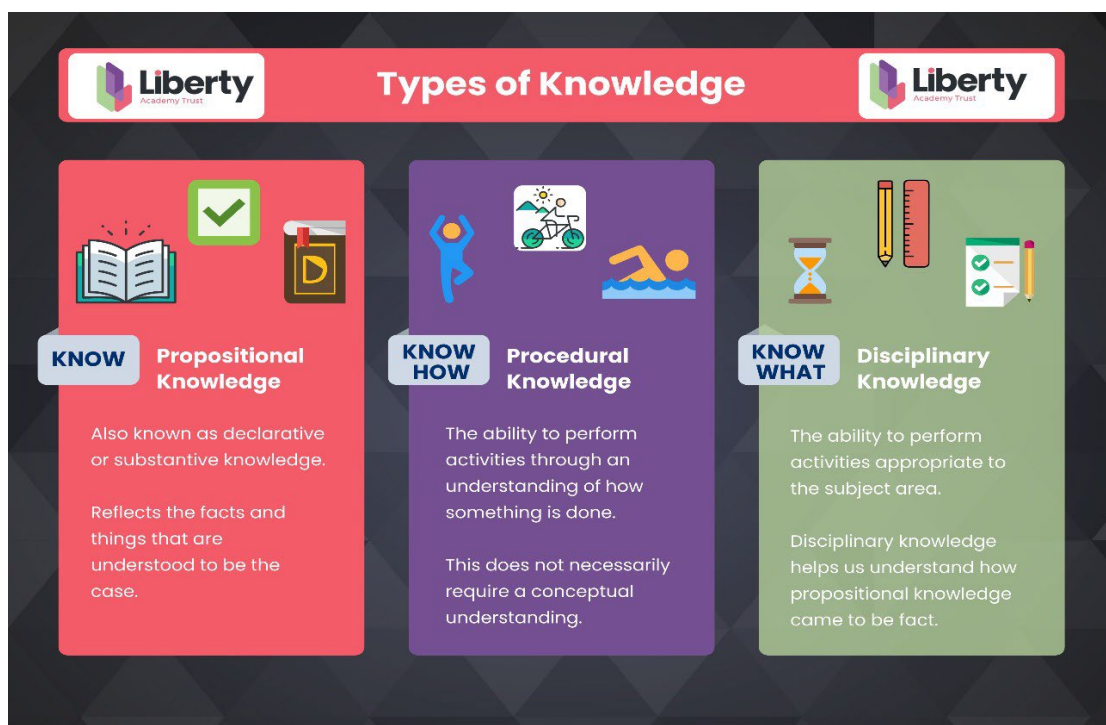 Liberty
Academy Trust
Types of Knowledge
Liberty
Academy Trust
D
KNOW
Propositional
Knowledge
Also known as declarative
or substantive knowledge.
Reflects the facts and
things that are
understood to be the
case.
KNOW
HOW
Procedural
Knowledge
The ability to perform
activities through an
understanding of how
something is done.
This does not necessarily
require a conceptual
understanding.
KNOW
WHAT
Disciplinary
Knowledge
The ability to perform
activities appropriate to
the subject area.
Disciplinary knowledge
helps us understand how
propositional knowledge
came to be fact.